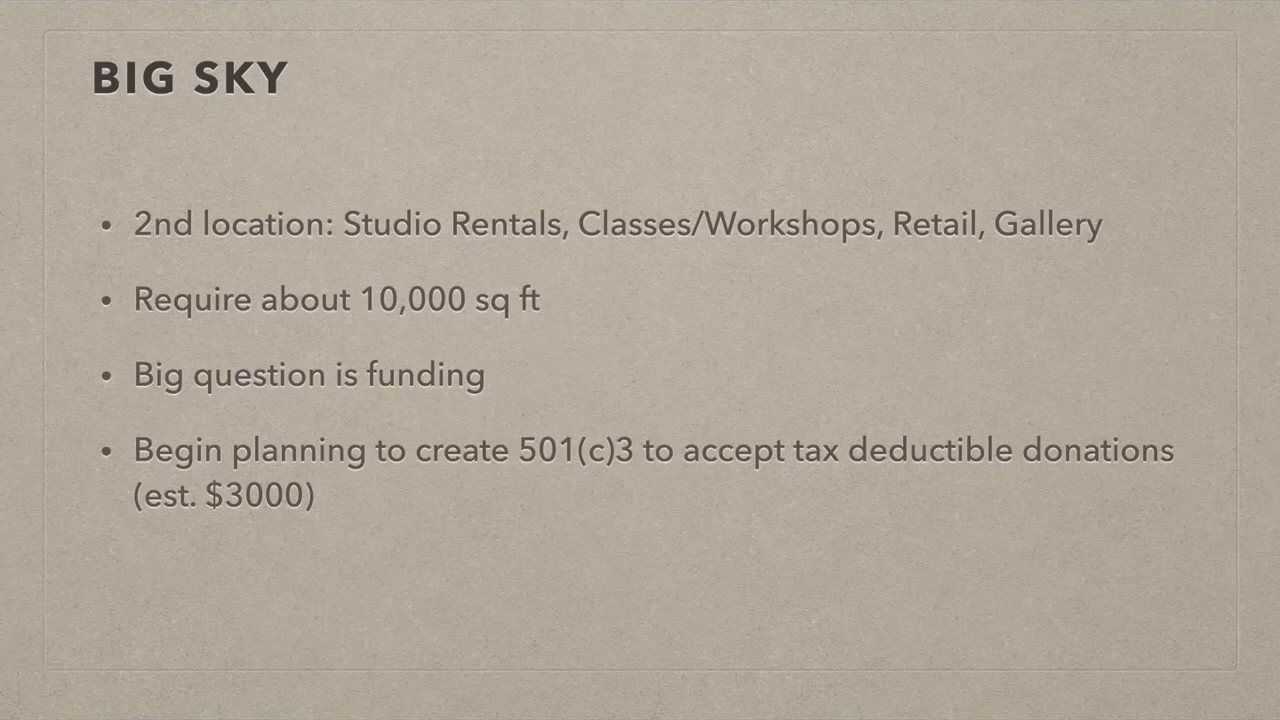 BIG SKY
• 2nd location: Studio Rentals, Classes/Workshops, Retail, Gallery
• Require about 10,000 sq ft
• Big question is funding
• Begin planning to create 501(c)3 to accept tax deductible donations
(est. $3000)